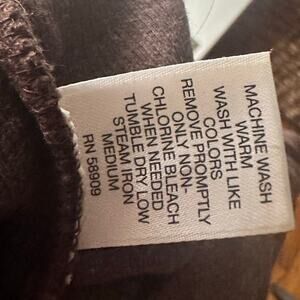 MACHINE WASH
WARM
WASH WITH LIKE
COLORS
REMOVE PROMPTLY
ONLY NON-
CHLORINE BLEACH
WHEN NEEDED
TUMBLE DRY LOW
STEAM IRON
MEDIUM
RN 58909